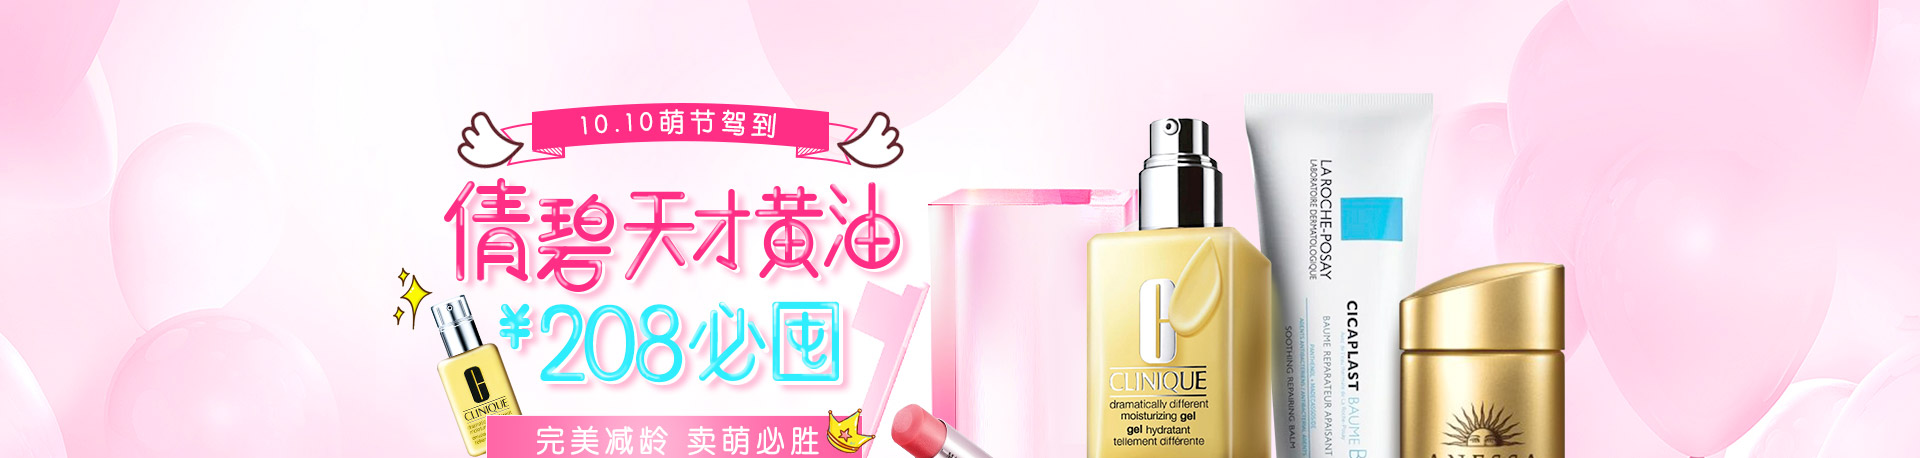 10.10萌节驾到
倩碧天才黄油
¥208必囤
完美减龄 卖萌必胜
C
CLINIQUE
C
CLINIQUE
dramatically different
moisturizing gel
gel hydratant
tellement différente
LA ROCHE-POSAY
LABORATOIRE DERMATOLOGIQUE
CICAPLAST BAUME B
BAUME REPARATEUR APAISANT
SOOTHING REPAIRING BALM
ANESSA